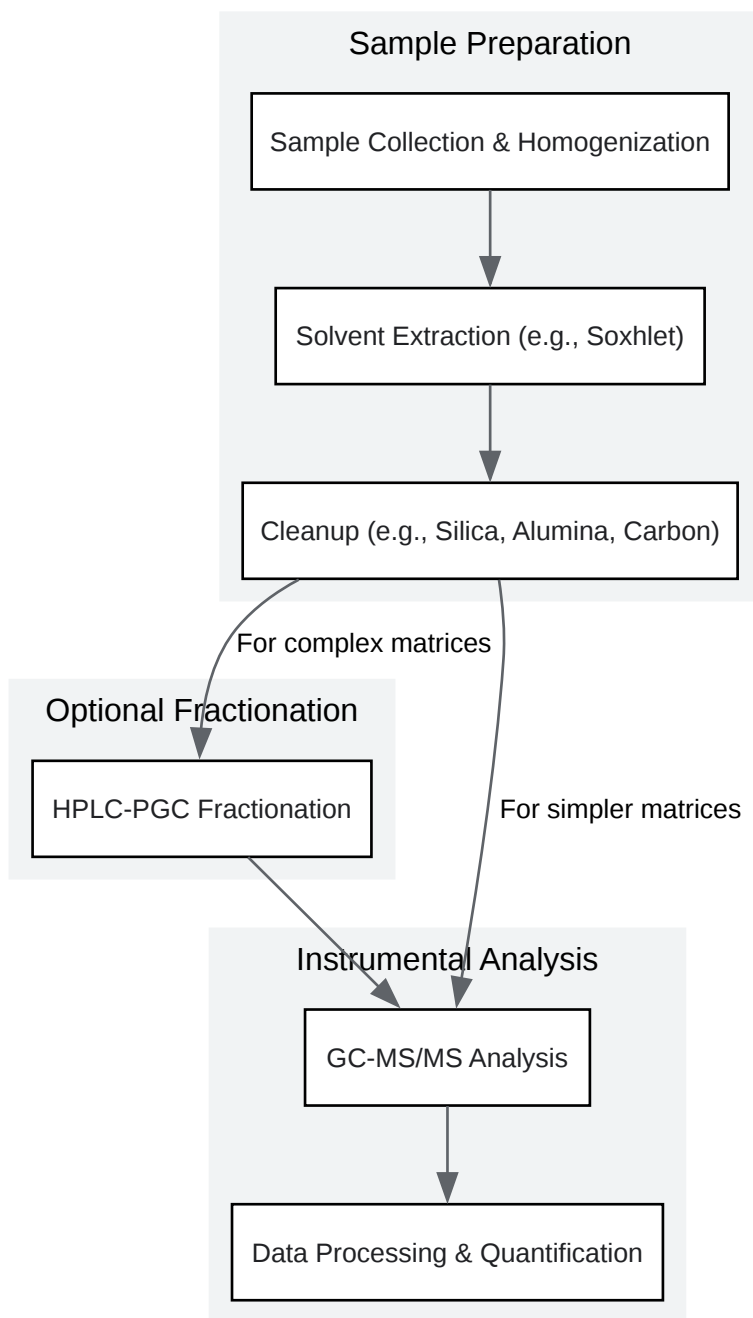 Sample Preparation
Sample Collection & Homogenization
Solvent Extraction (e.g., Soxhlet)
Cleanup (e.g., Silica, Alumina, Carbon)
For complex matrices
Optional Fractionation
HPLC-PGC Fractionation
For simpler matrices
Instrumental Analysis
GC-MS/MS Analysis
Data Processing & Quantification